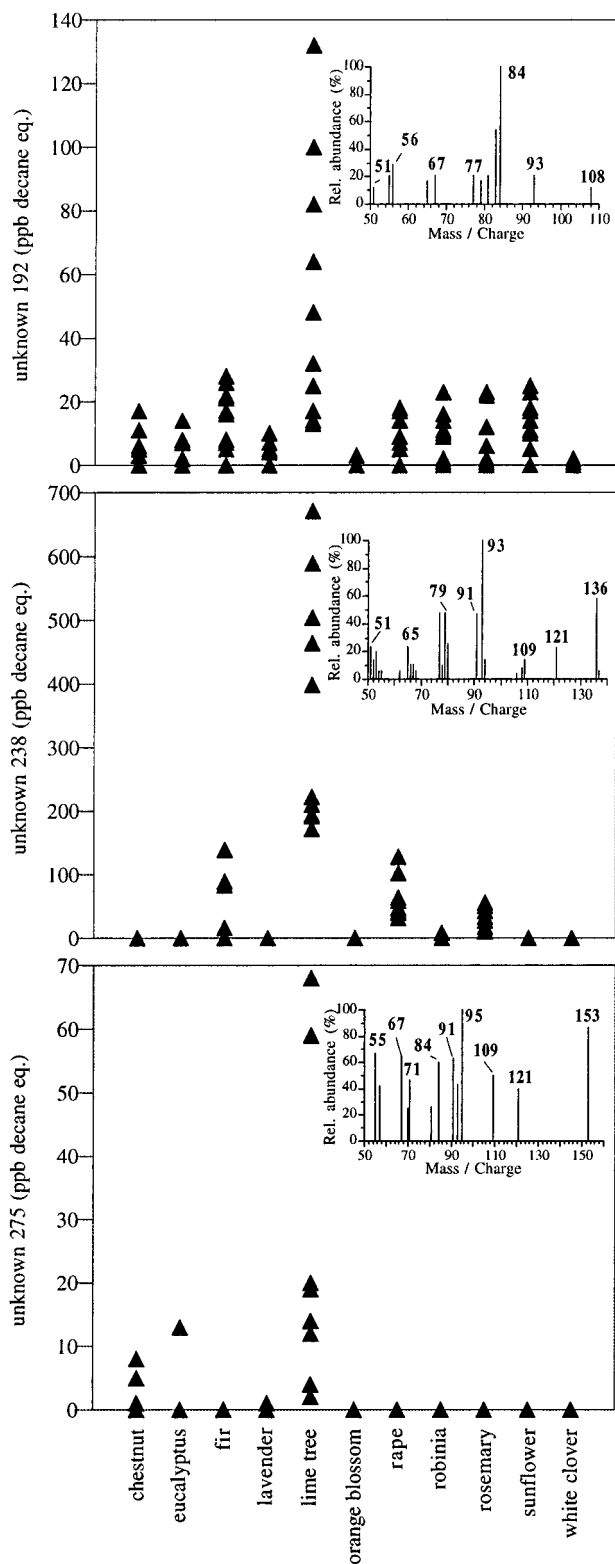 unknown 192 (ppb decane eq.)
140
120
100
80
60
40
20
0
Rel. abundance (%)
100
80
60
40
20
0
51
56
67
77
84
93
108
50 60 70 80 90 100 110
Mass / Charge
unknown 238 (ppb decane eq.)
700
600
500
400
300
200
100
0
Rel. abundance (%)
100
80
60
40
20
0
51
65
79
91
93
109
121
136
50 70 90 110 130
Mass / Charge
unknown 275 (ppb decane eq.)
70
60
50
40
30
20
10
0
Rel. abundance (%)
100
80
60
40
20
0
55
67
71
84
91
95
109
121
153
50 70 90 110 130 150
Mass / Charge
chestnut
eucalyptus
fir
lavender
lime tree
orange blossom
rape
robinia
rosemary
sunflower
white clover